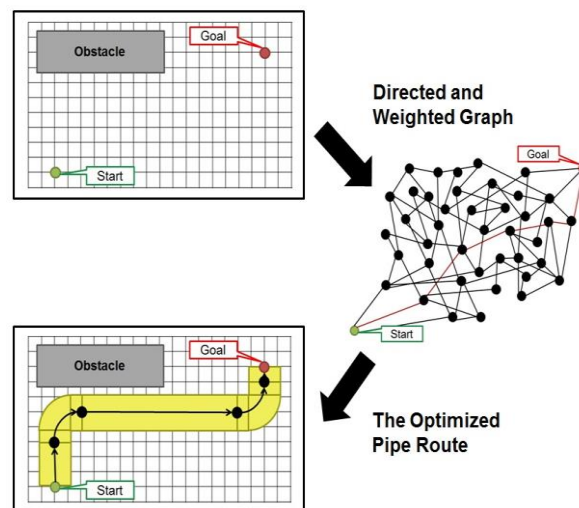 Obstacle
Goal
Start
Directed and
Weighted Graph
Goal
Start
Obstacle
Goal
Start
The Optimized
Pipe Route